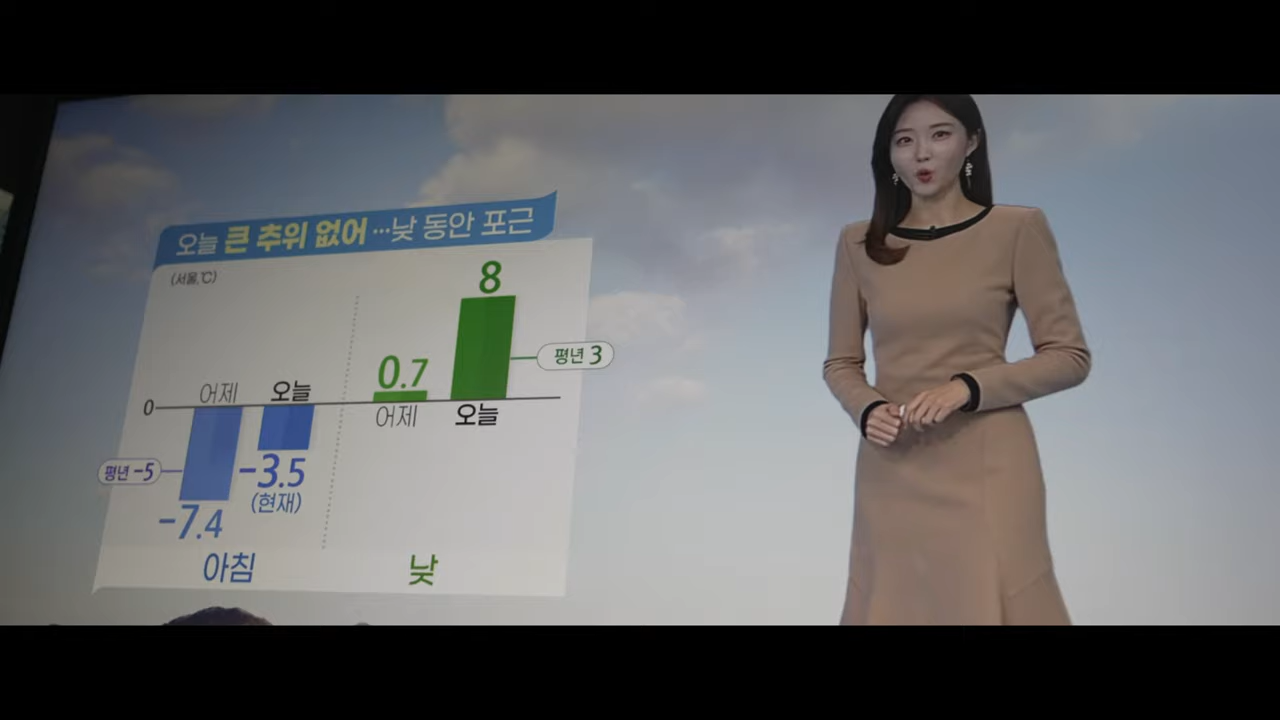 오늘 큰 추위 없어…낮 동안 포근
(서울,℃)
8
평년 3
0.7
어제 오늘
0
어제 오늘
평년 -5
-3.5
(현재)
-7.4
아침 낮